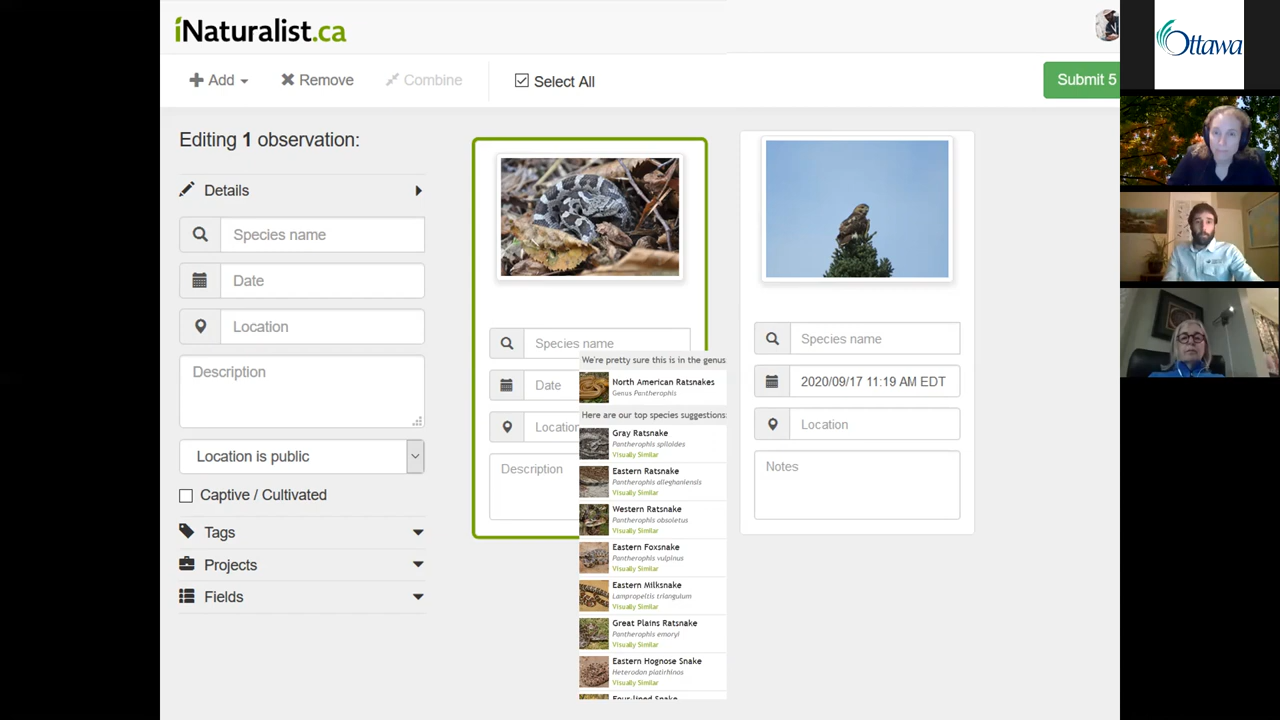 iNaturalist.ca
Ottawa
Add
Remove
Combine
Select All
Submit 5
Editing 1 observation:
Details
Species name
Date
Location
Description
Location is public
Captive / Cultivated
Tags
Projects
Fields
Species name
Date
Location
Description
We're pretty sure this is in the genus
North American Ratsnakes
Genus Pantherophis
Here are our top species suggestions:
Gray Ratsnake
Pantherophis spiloides
Visually Similar
Eastern Ratsnake
Pantherophis alleghaniensis
Visually Similar
Western Ratsnake
Pantherophis obsoletus
Visually Similar
Eastern Foxsnake
Pantherophis vulpinus
Visually Similar
Eastern Milksnake
Lampropeltis triangulum
Visually Similar
Great Plains Ratsnake
Pantherophis emoryi
Visually Similar
Eastern Hognose Snake
Heterodon platirhinos
Visually Similar
Four-lined Snake
Species name
2020/09/17 11:19 AM EDT
Location
Notes